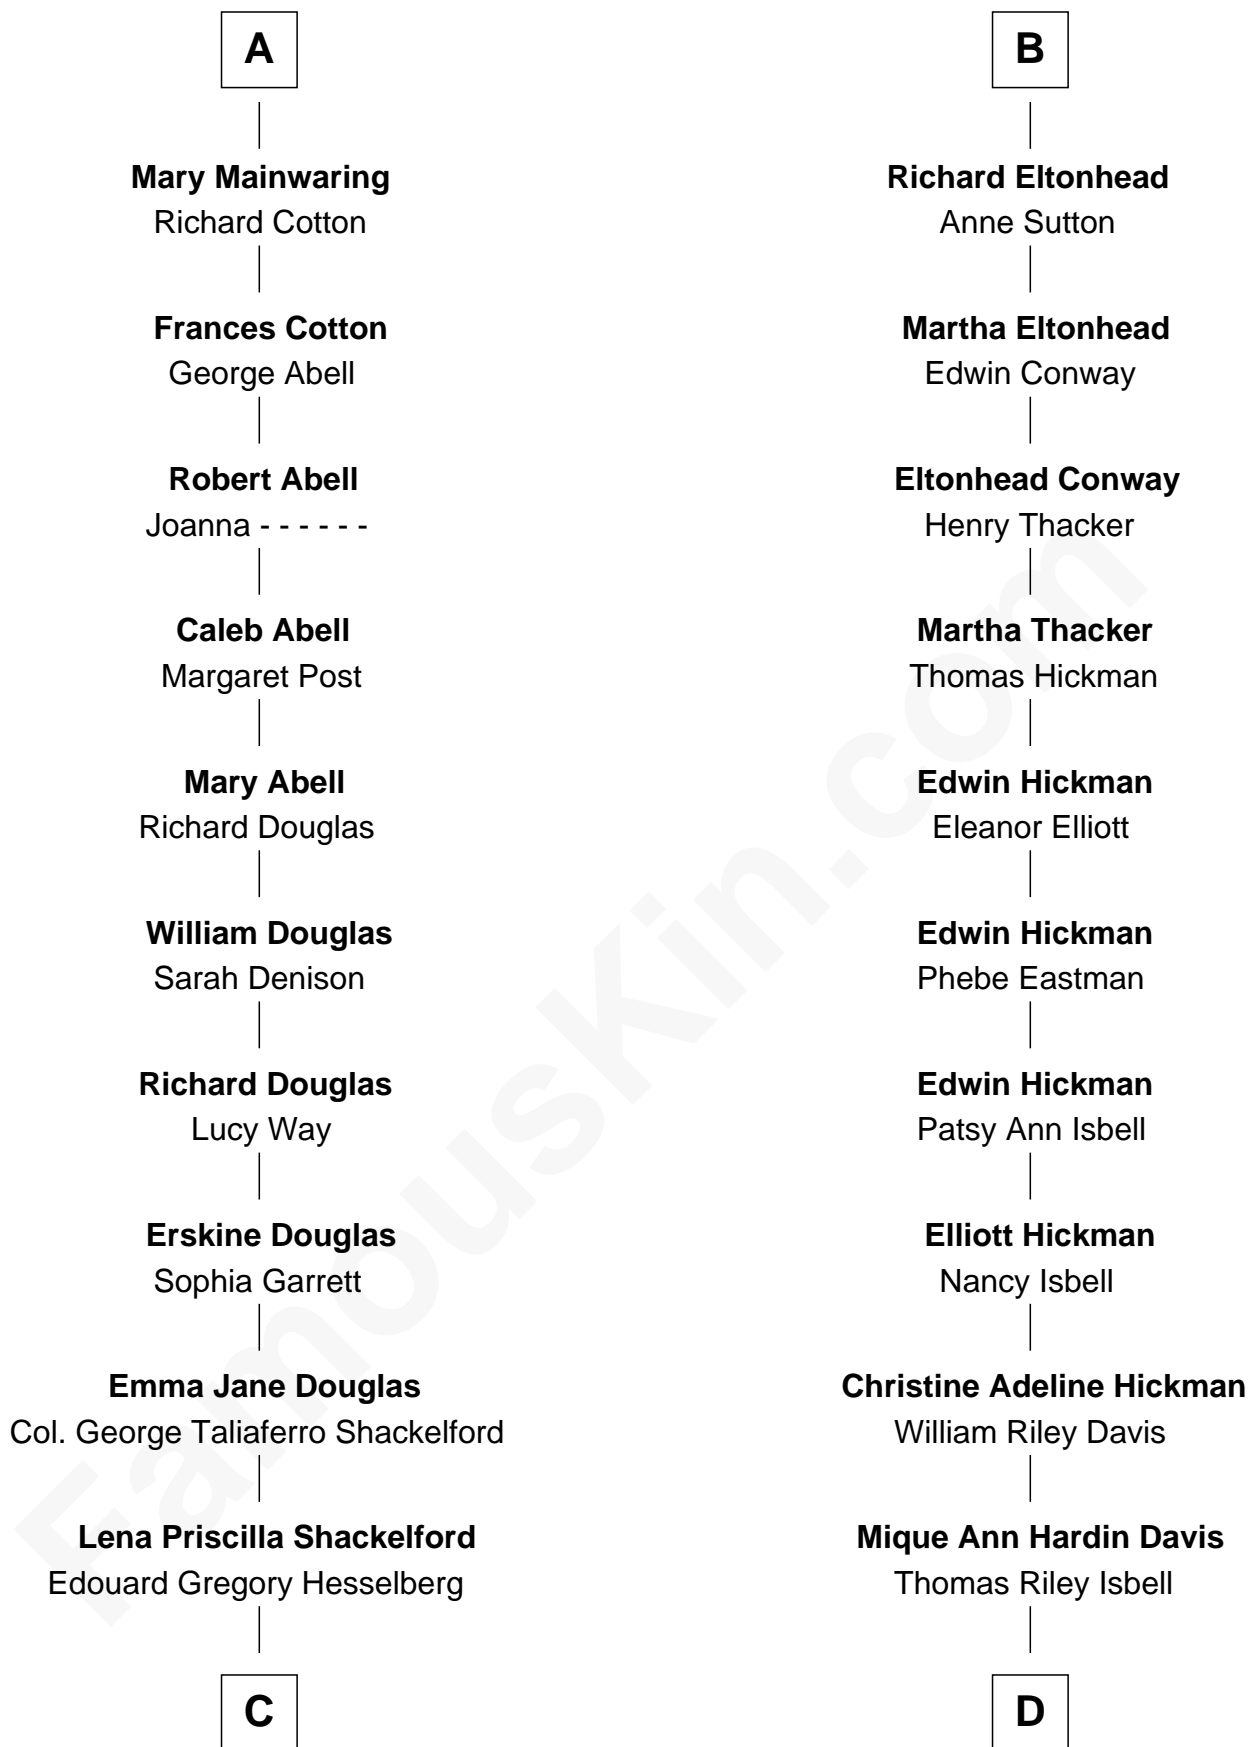 A
Mary Mainwaring
Richard Cotton
Frances Cotton
George Abell
Robert Abell
Joanna - - - - - -
Caleb Abell
Margaret Post
Mary Abell
Richard Douglas
William Douglas
Sarah Denison
Richard Douglas
Lucy Way
Erskine Douglas
Sophia Garrett
Emma Jane Douglas
Col. George Taliaferro Shackelford
Lena Priscilla Shackelford
Edouard Gregory Hesselberg
C
B
Richard Eltonhead
Anne Sutton
Martha Eltonhead
Edwin Conway
Eltonhead Conway
Henry Thacker
Martha Thacker
Thomas Hickman
Edwin Hickman
Eleanor Elliott
Edwin Hickman
Phebe Eastman
Edwin Hickman
Patsy Ann Isbell
Elliott Hickman
Nancy Isbell
Christine Adeline Hickman
William Riley Davis
Mique Ann Hardin Davis
Thomas Riley Isbell
D
FamousKin.com